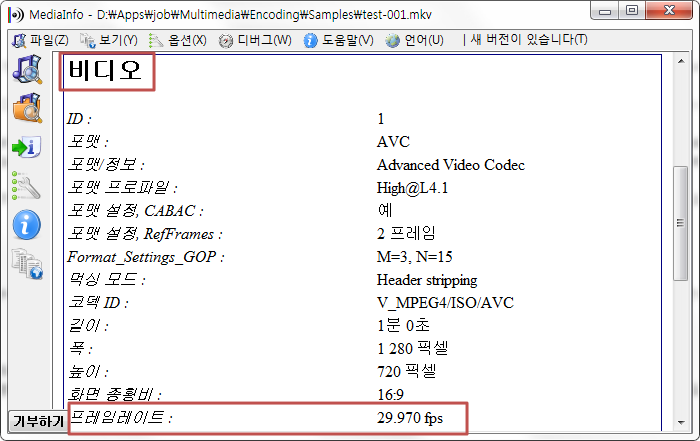 MediaInfo - D:\Apps\job\Multimedia\Encoding\Samples\test-001.mkv
파일(Z) 보기(Y) 옵션(X) 디버그(W) 도움말(V) 언어(U) | 새 버전이 있습니다(T)
비디오
ID : 1
포맷 : AVC
포맷/정보 : Advanced Video Codec
포맷 프로파일 : High@L4.1
포맷 설정, CABAC : 예
포맷 설정, RefFrames : 2 프레임
Format_Settings_GOP : M=3, N=15
먹싱 모드 : Header stripping
코덱 ID : V_MPEG4/ISO/AVC
길이 : 1분 0초
폭 : 1 280 픽셀
높이 : 720 픽셀
화면 종횡비 : 16:9
기부하기 프레임레이트 : 29.970 fps